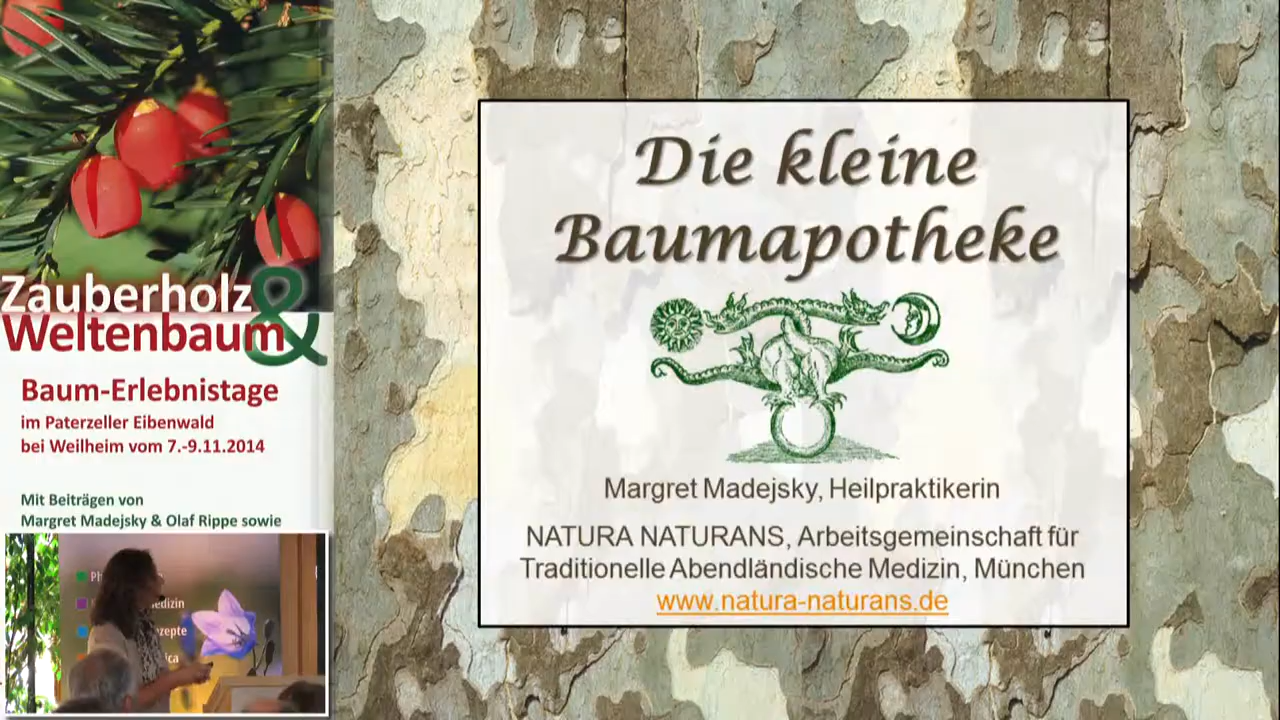 Zauberholz
&
Weltenbaum
Baum-Erlebnistage
im Paterzeller Eibenwald
bei Weilheim vom 7.-9.11.2014
Mit Beiträgen von
Margret Madejsky & Olaf Rippe sowie
Die kleine
Baumapotheke
Margret Madejsky, Heilpraktikerin
NATURA NATURANS, Arbeitsgemeinschaft für
Traditionelle Abendländische Medizin, München
www.natura-naturans.de